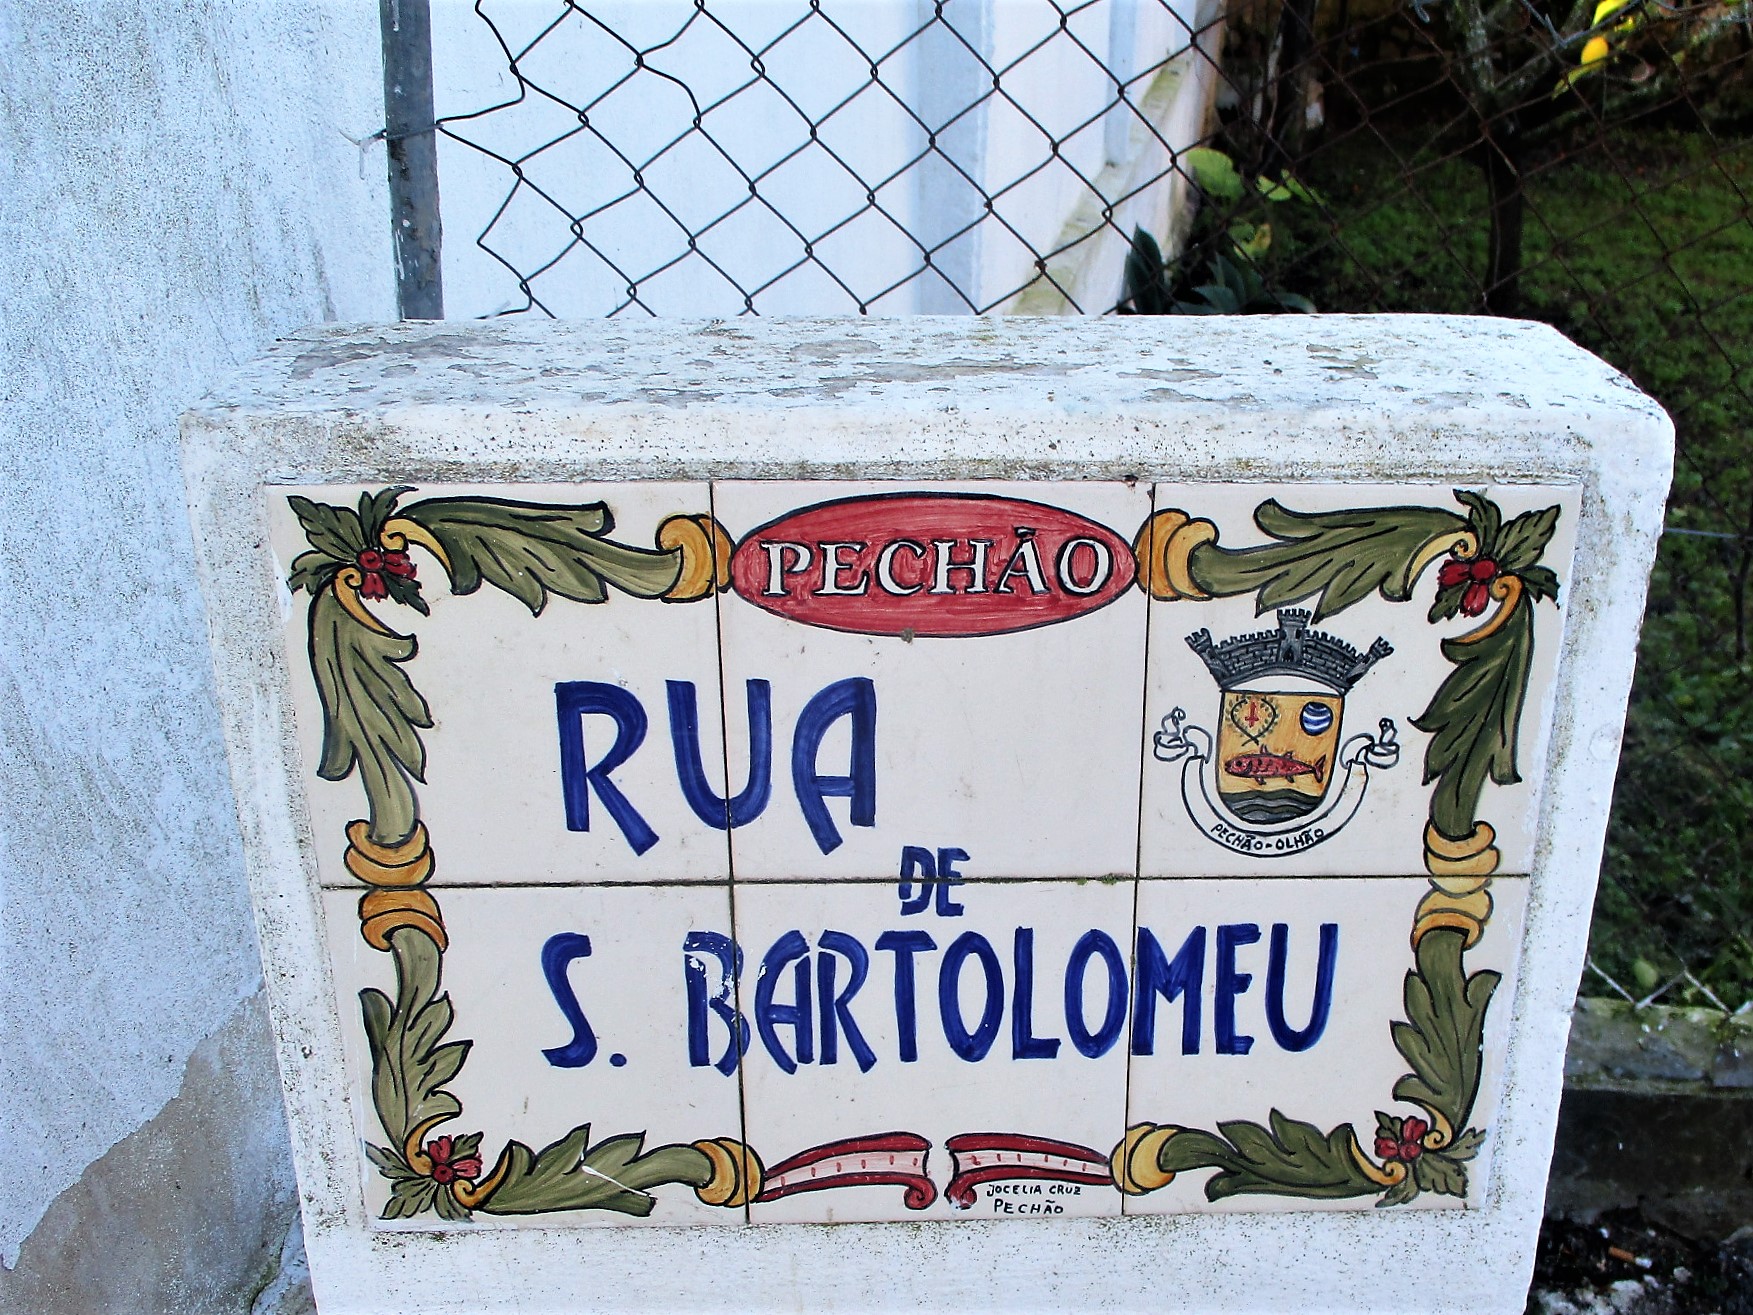 PECHÃO
RUA
DE
S. BARTOLOMEU
PECHÃO-OLHÃO
JOCELIA CRUZ
PECHÃO